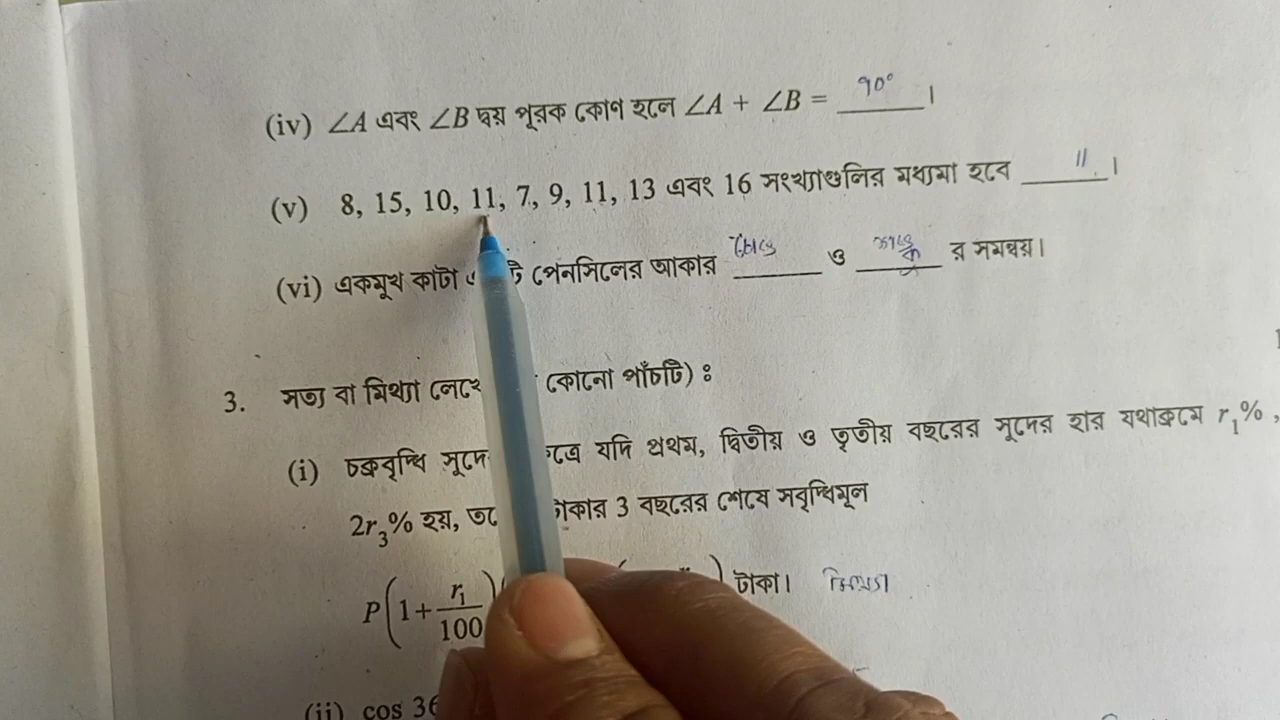 (iv) ∠A এবং ∠B দ্বয় পূরক কোণ হলে ∠A + ∠B = 90° ।
(v) 8, 15, 10, 11, 7, 9, 11, 13 এবং 16 সংখ্যাগুলির মধ্যমা হবে 11 ।
(vi) একমুখ কাটা পেনসিলের আকার চোঙ ও শঙ্কু র সমন্বয়।
3. সত্য বা মিথ্যা কোনো পাঁচটি) :
(i) চক্রবৃদ্ধি যদি প্রথম, দ্বিতীয় ও তৃতীয় বছরের সুদের হার যথাক্রমে r₁%,
2r₃% হয়, 3 বছরের শেষে সবৃদ্ধিমূল
P(1+ r₁/100) টাকা। মিথ্যা
(ii) cos 36